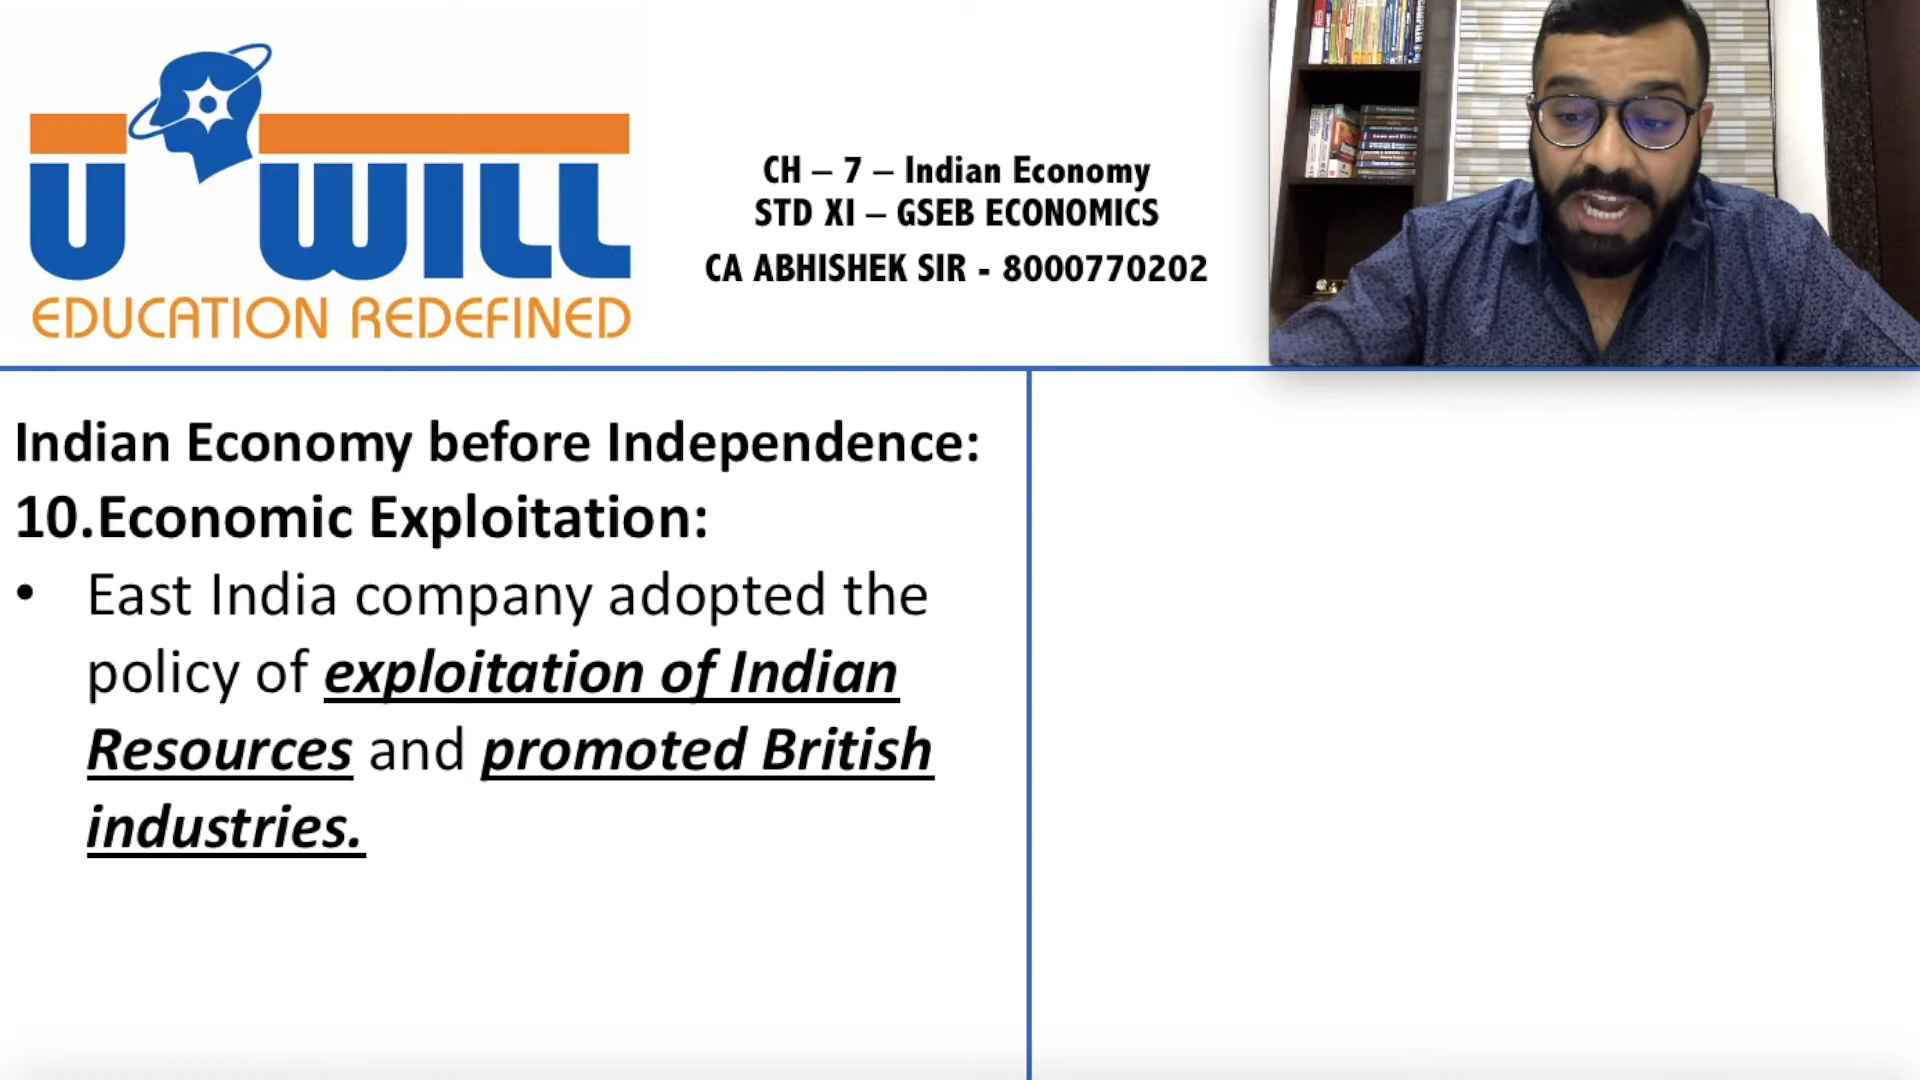 U WILL
EDUCATION REDEFINED
CH – 7 – Indian Economy
STD XI – GSEB ECONOMICS
CA ABHISHEK SIR - 8000770202
Indian Economy before Independence:
10.Economic Exploitation:
• East India company adopted the
policy of exploitation of Indian
Resources and promoted British
industries.